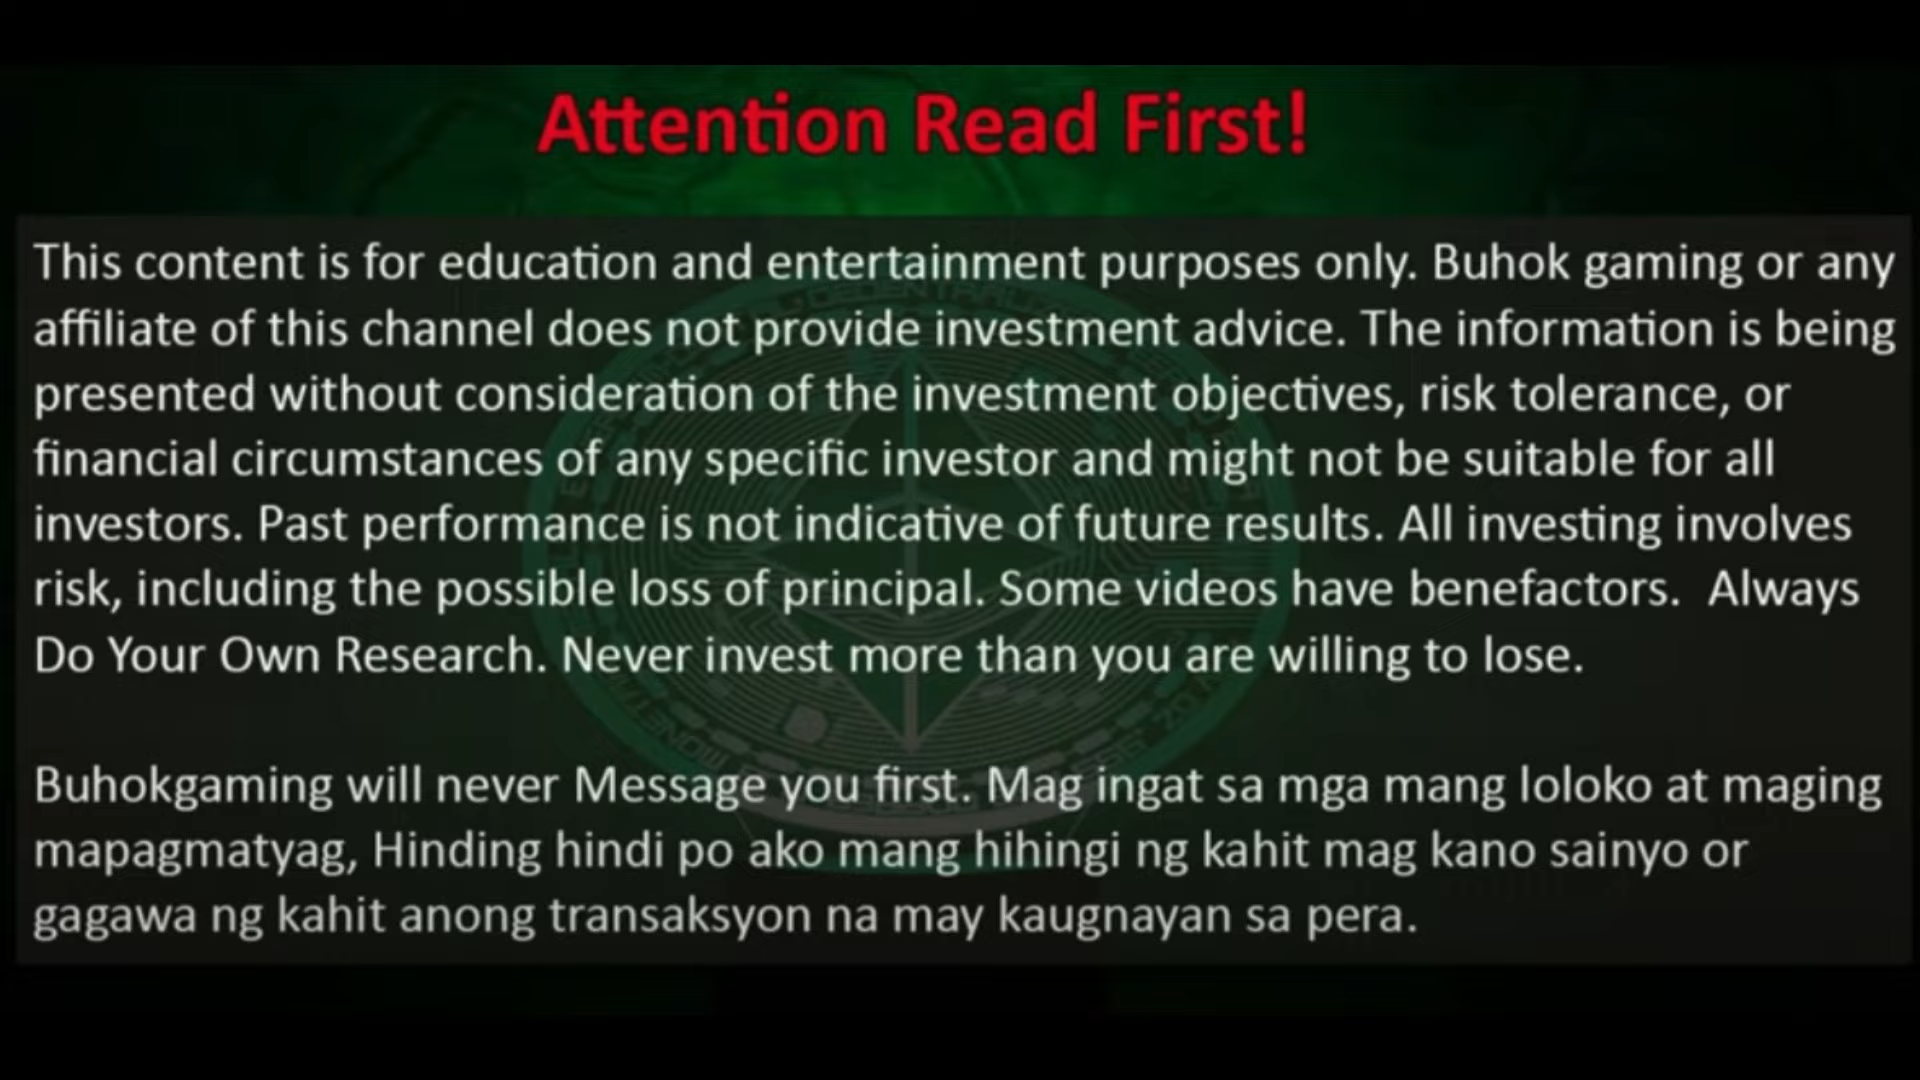 Attention Read First!
This content is for education and entertainment purposes only. Buhok gaming or any
affiliate of this channel does not provide investment advice. The information is being
presented without consideration of the investment objectives, risk tolerance, or
financial circumstances of any specific investor and might not be suitable for all
investors. Past performance is not indicative of future results. All investing involves
risk, including the possible loss of principal. Some videos have benefactors.  Always
Do Your Own Research. Never invest more than you are willing to lose.
Buhokgaming will never Message you first. Mag ingat sa mga mang loloko at maging
mapagmatyag, Hinding hindi po ako mang hihingi ng kahit mag kano sainyo or
gagawa ng kahit anong transaksyon na may kaugnayan sa pera.